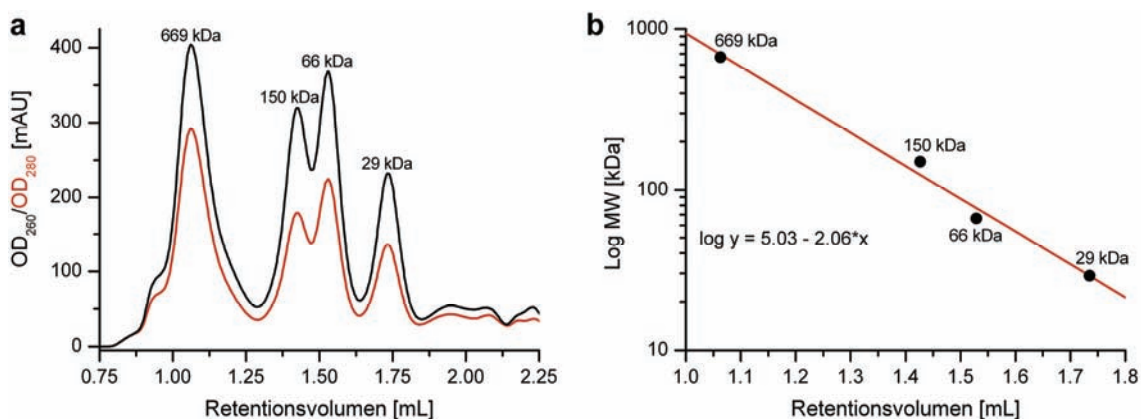 a
OD260/OD280 [mAU]
400
300
200
100
0
669 kDa
150 kDa
66 kDa
29 kDa
0.75 1.00 1.25 1.50 1.75 2.00 2.25
Retentionsvolumen [mL]
b
Log MW [kDa]
1000
100
10
669 kDa
150 kDa
66 kDa
29 kDa
log y = 5.03 - 2.06*x
1.0 1.1 1.2 1.3 1.4 1.5 1.6 1.7 1.8
Retentionsvolumen [mL]